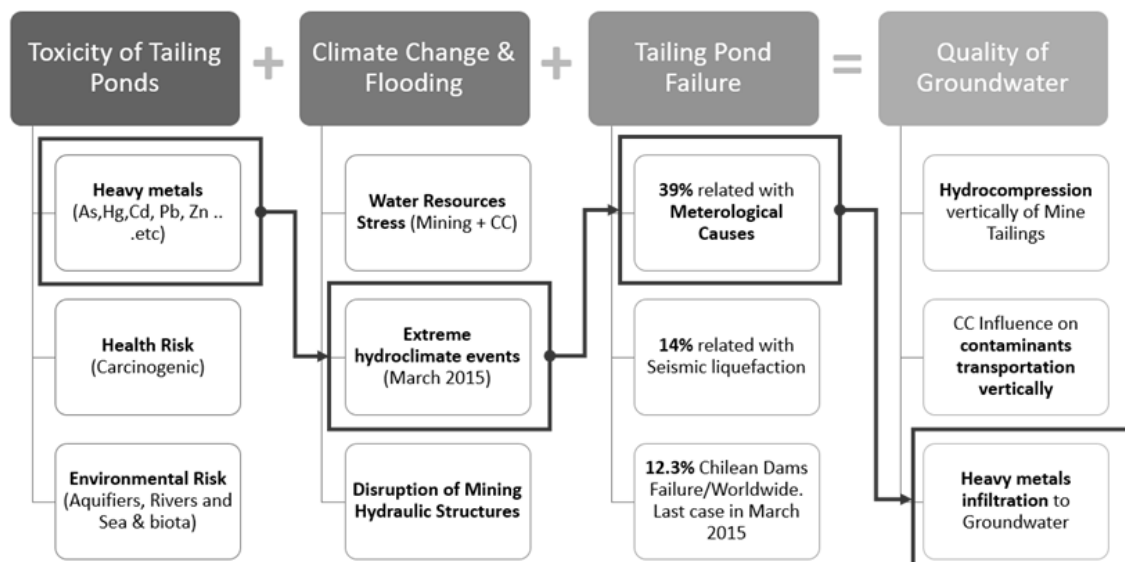 Toxicity of Tailing
Ponds
+
Climate Change &
Flooding
+
Tailing Pond
Failure
=
Quality of
Groundwater
Heavy metals
(As,Hg,Cd, Pb, Zn ..
.etc)
Health Risk
(Carcinogenic)
Environmental Risk
(Aquifiers, Rivers and
Sea & biota)
Water Resources
Stress (Mining + CC)
Extreme
hydroclimate events
(March 2015)
Disruption of Mining
Hydraulic Structures
39% related with
Meterological
Causes
14% related with
Seismic liquefaction
12.3% Chilean Dams
Failure/Worldwide.
Last case in March
2015
Hydrocompression
vertically of Mine
Tailings
CC Influence on
contaminants
transportation
vertically
Heavy metals
infiltration to
Groundwater